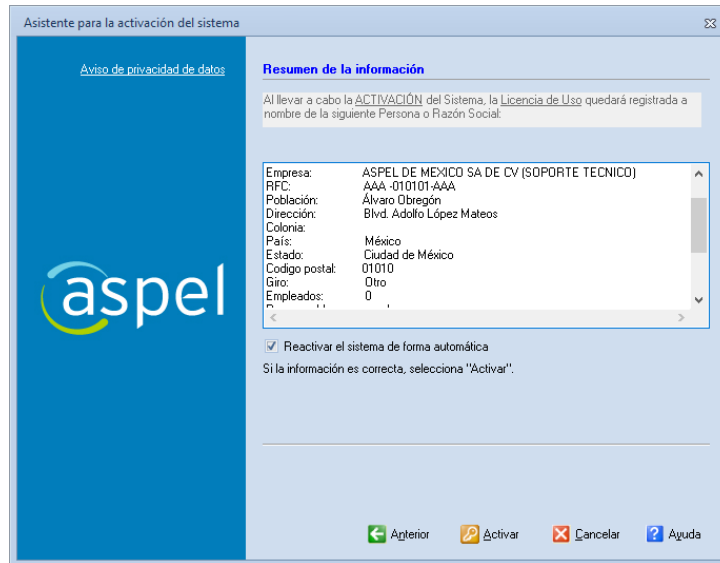 Asistente para la activación del sistema
Aviso de privacidad de datos
Resumen de la información
Al llevar a cabo la ACTIVACIÓN del Sistema, la Licencia de Uso quedará registrada a
nombre de la siguiente Persona o Razón Social:
Empresa: ASPEL DE MEXICO SA DE CV (SOPORTE TECNICO)
RFC: AAA -010101-AAA
Población: Álvaro Obregón
Dirección: Blvd. Adolfo López Mateos
Colonia:
País: México
Estado: Ciudad de México
Codigo postal: 01010
Giro: Otro
Empleados: 0
aspel
Reactivar el sistema de forma automática
Si la información es correcta, selecciona "Activar".
Anterior Activar Cancelar Ayuda